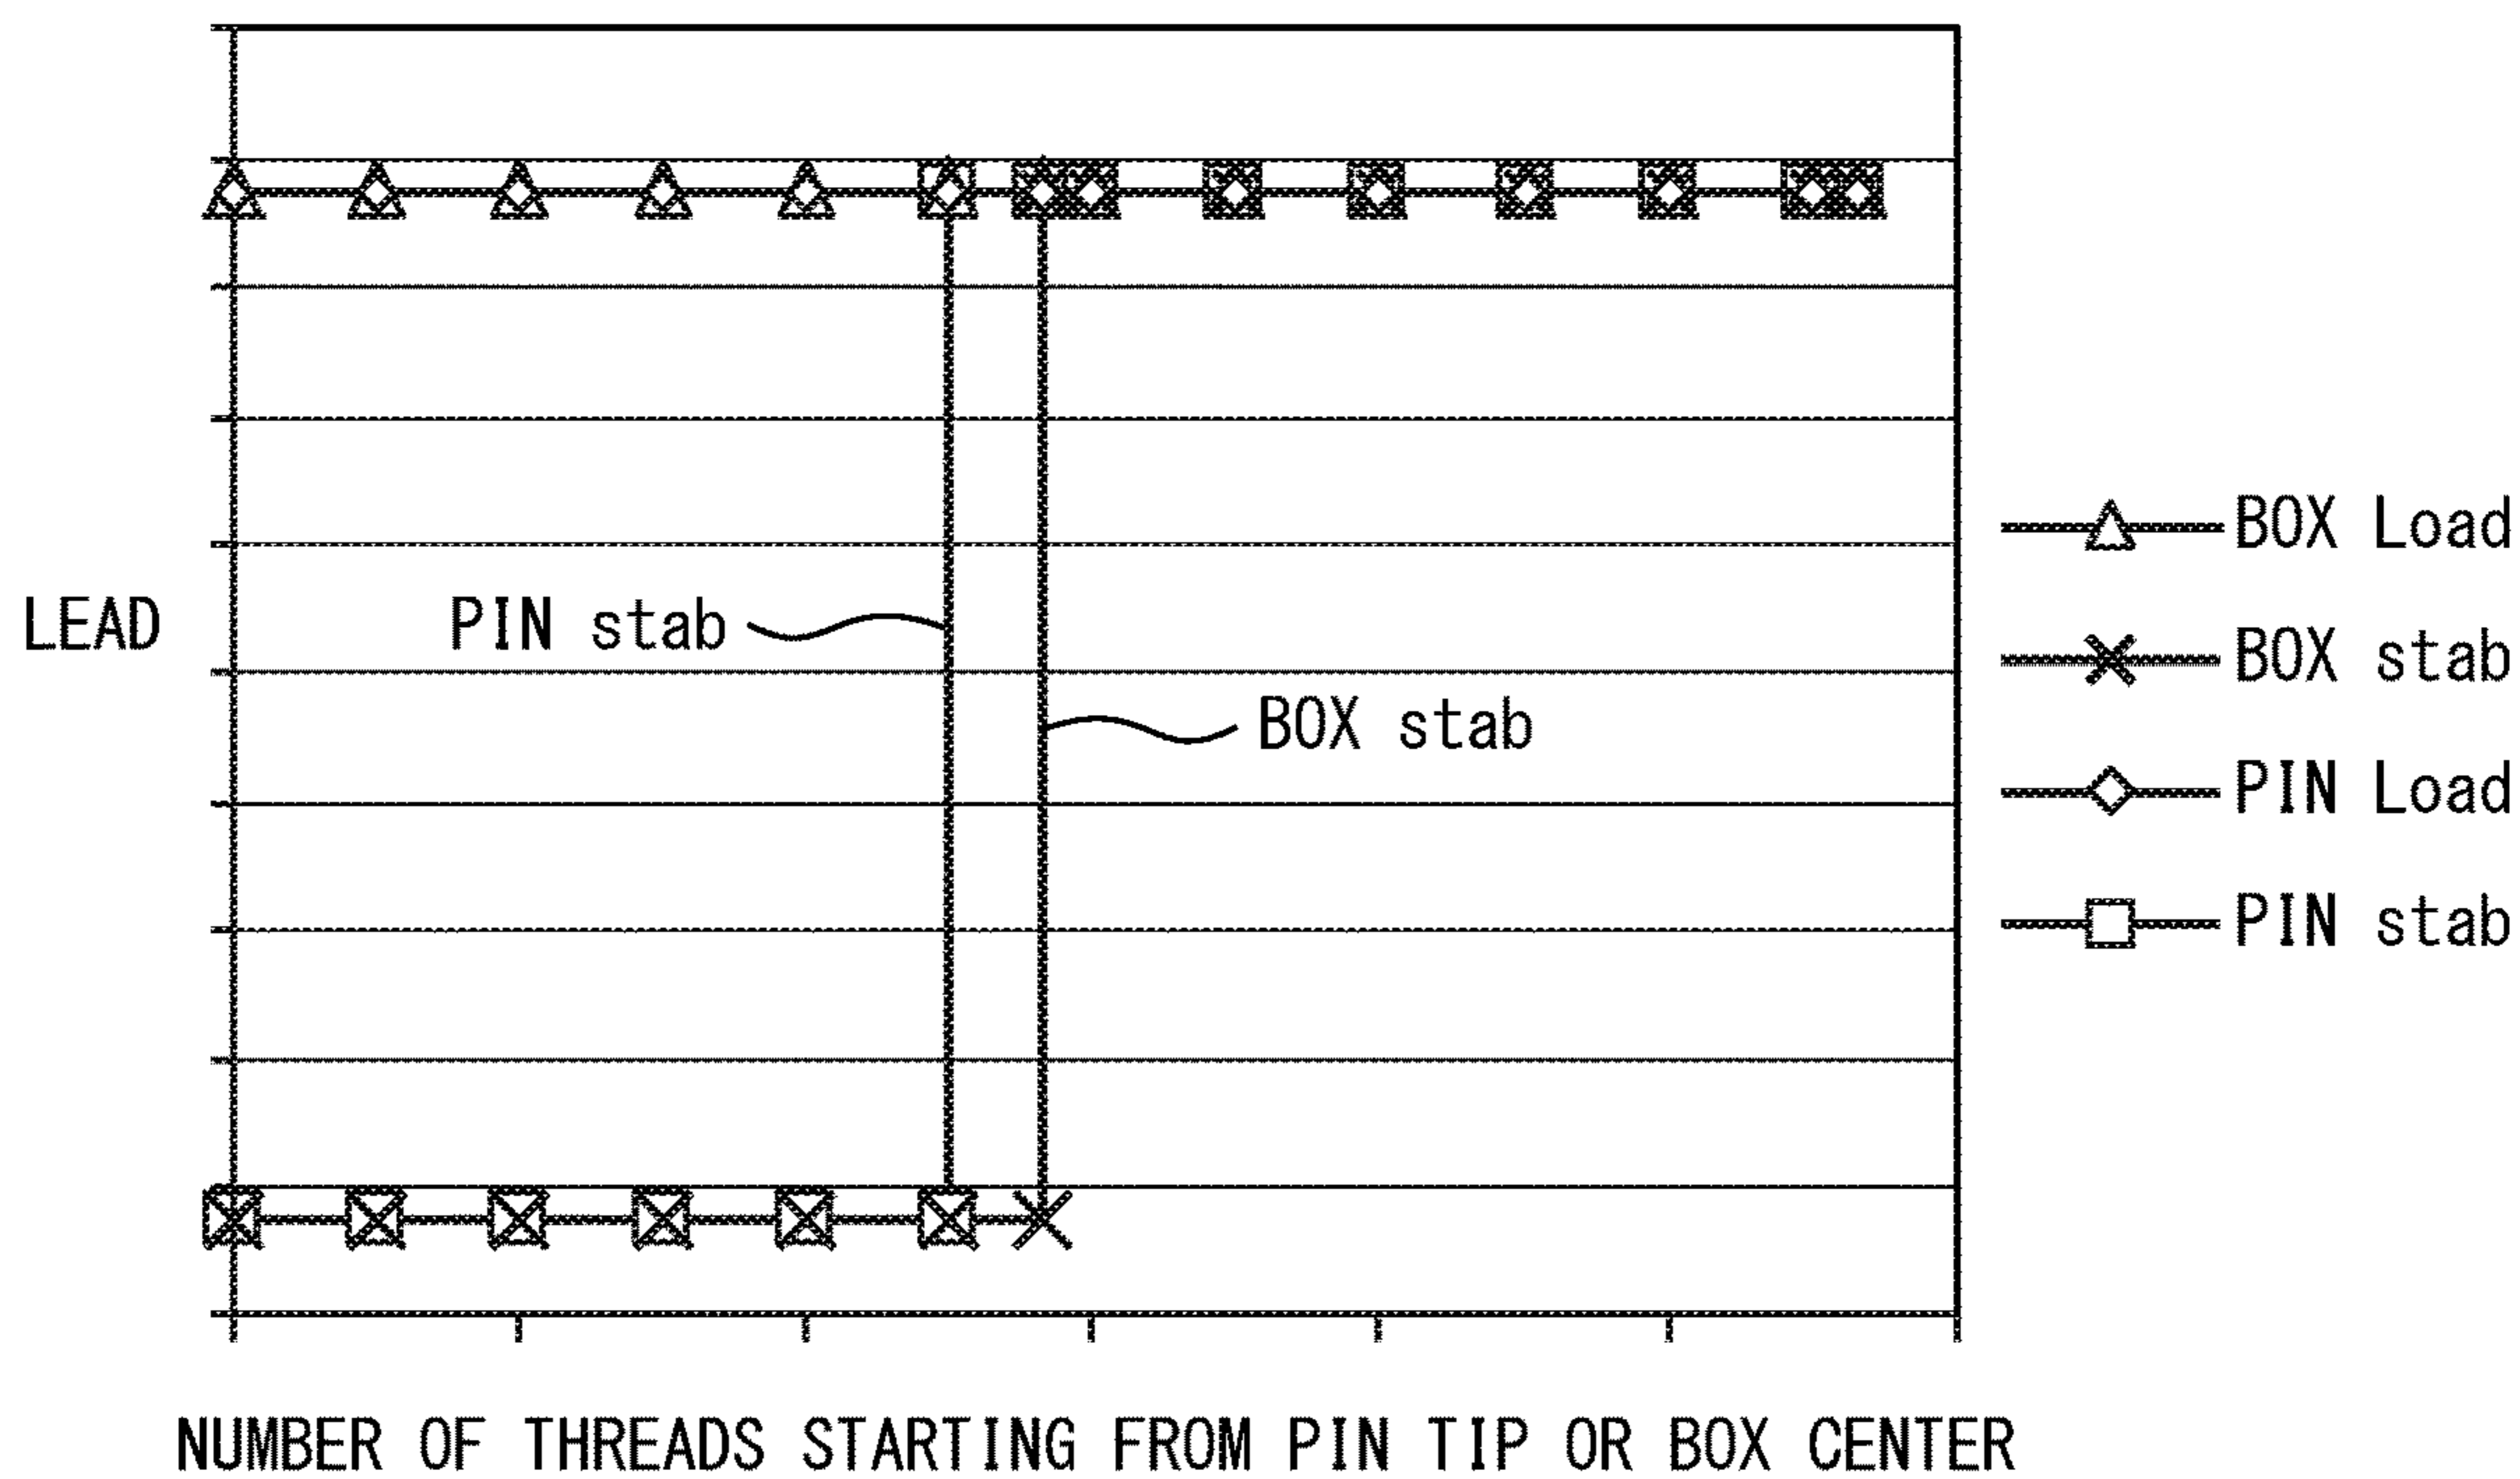 LEAD
PIN stab
BOX stab
BOX Load
BOX stab
PIN Load
PIN stab
NUMBER OF THREADS STARTING FROM PIN TIP OR BOX CENTER